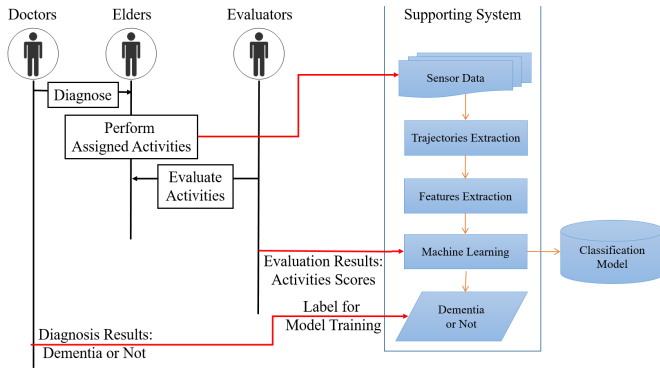 Doctors
Elders
Evaluators
Supporting System
Diagnose
Sensor Data
Perform
Assigned Activities
Trajectories Extraction
Evaluate
Activities
Features Extraction
Evaluation Results:
Activities Scores
Machine Learning
Classification
Model
Label for
Model Training
Dementia
or Not
Diagnosis Results:
Dementia or Not